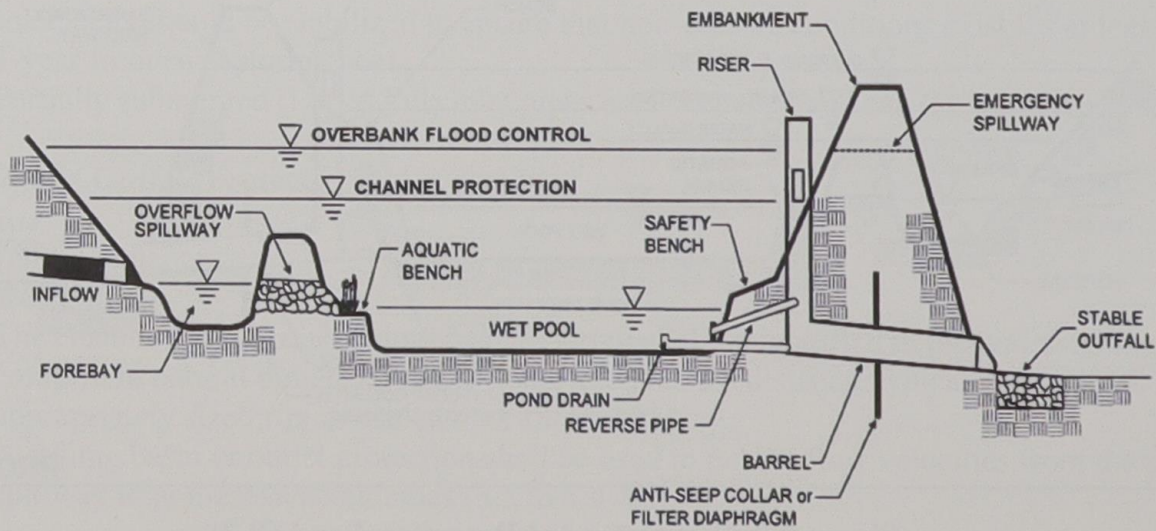 EMBANKMENT
RISER
EMERGENCY
SPILLWAY
OVERBANK FLOOD CONTROL
CHANNEL PROTECTION
OVERFLOW
SPILLWAY
SAFETY
BENCH
AQUATIC
BENCH
INFLOW
WET POOL
STABLE
OUTFALL
FOREBAY
POND DRAIN
REVERSE PIPE
BARREL
ANTI-SEEP COLLAR or
FILTER DIAPHRAGM